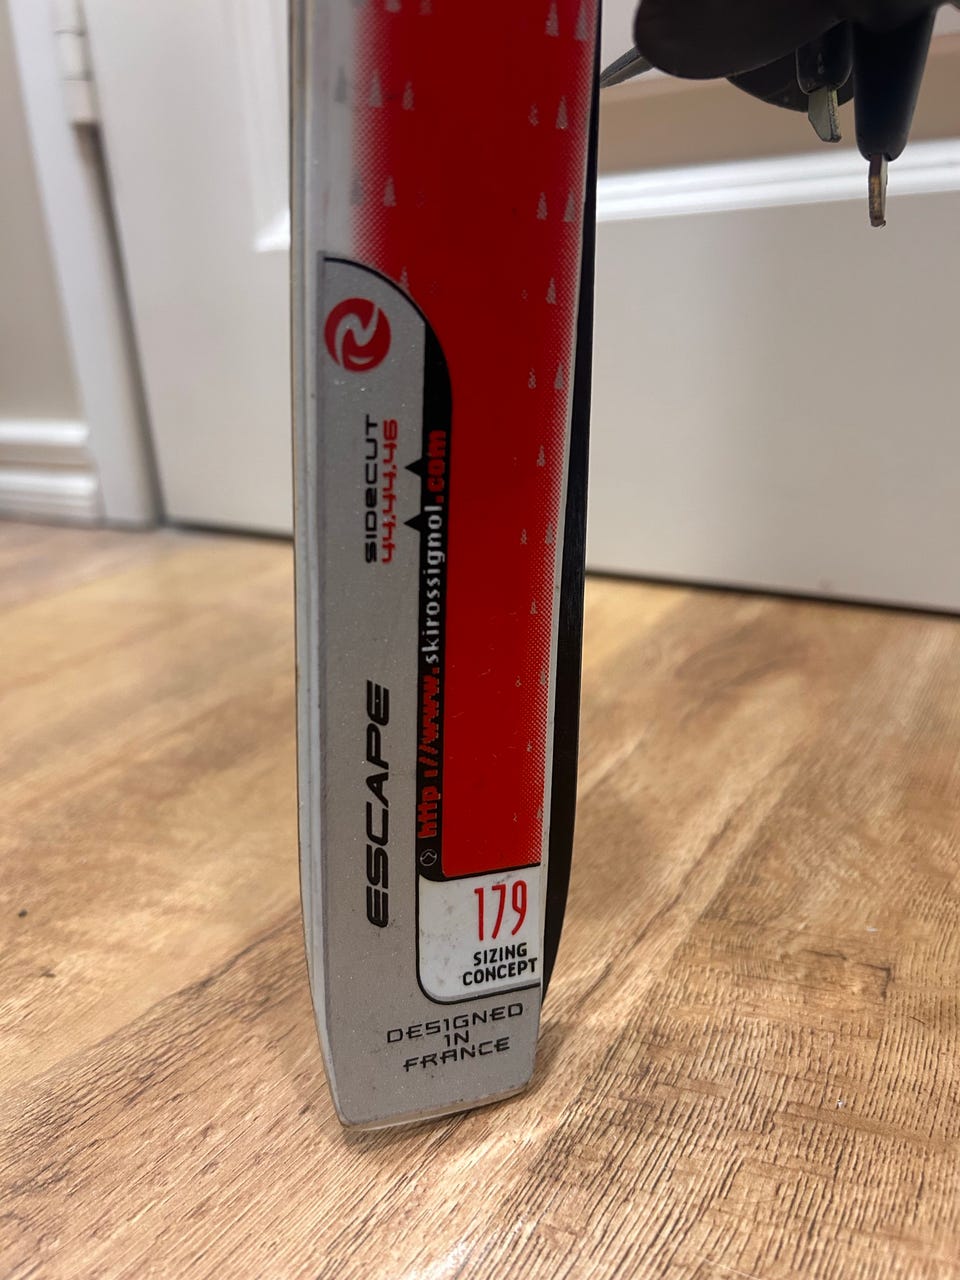 SIDECUT
44.44.46
http://www.skirossignol.com
ESCAPE
179
SIZING
CONCEPT
DESIGNED
IN
FRANCE